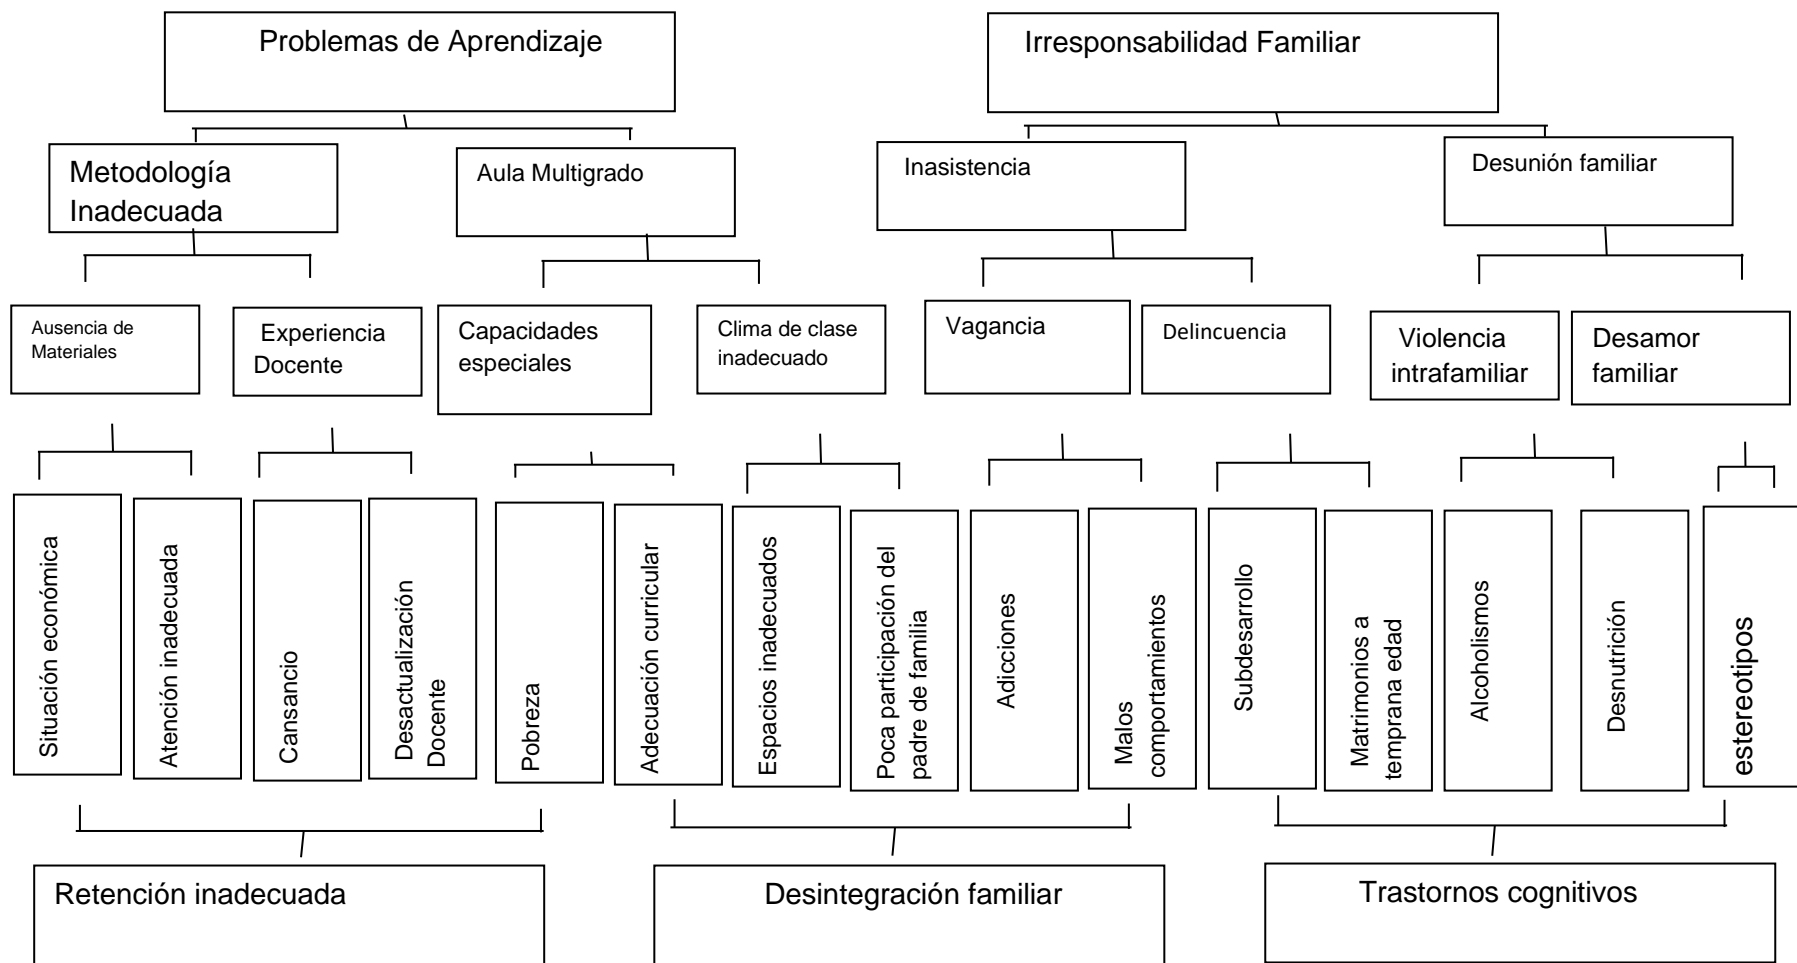 Problemas de Aprendizaje
Irresponsabilidad Familiar
Metodología
Inadecuada
Aula Multigrado
Inasistencia
Desunión familiar
Ausencia de
Materiales
Experiencia
Docente
Capacidades
especiales
Clima de clase
inadecuado
Vagancia
Delincuencia
Violencia
intrafamiliar
Desamor
familiar
Situación económica
Atención inadecuada
Cansancio
Desactualización
Docente
Pobreza
Adecuación curricular
Espacios inadecuados
Poca participación del
padre de familia
Adicciones
Malos
comportamientos
Subdesarrollo
Matrimonios a
temprana edad
Alcoholismos
Desnutrición
estereotipos
Retención inadecuada
Desintegración familiar
Trastornos cognitivos